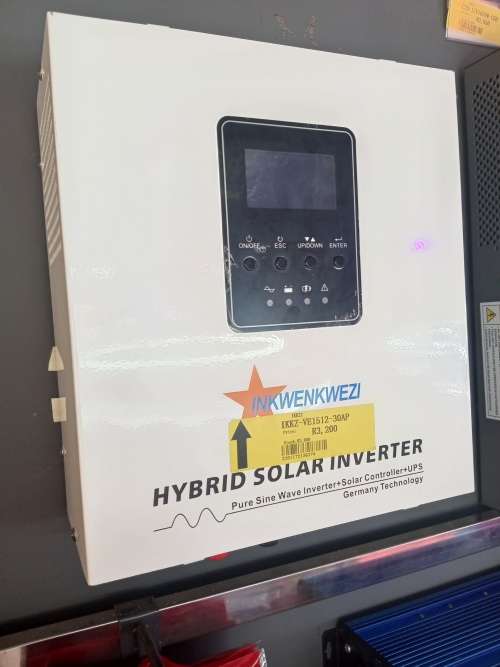 ON/OFF ESC UP/DOWN ENTER
INKWENKWEZI
IKKZ-VE1512-30AP
R3,200
HYBRID SOLAR INVERTER
Pure Sine Wave Inverter+Solar Controller+UPS
Germany Technology